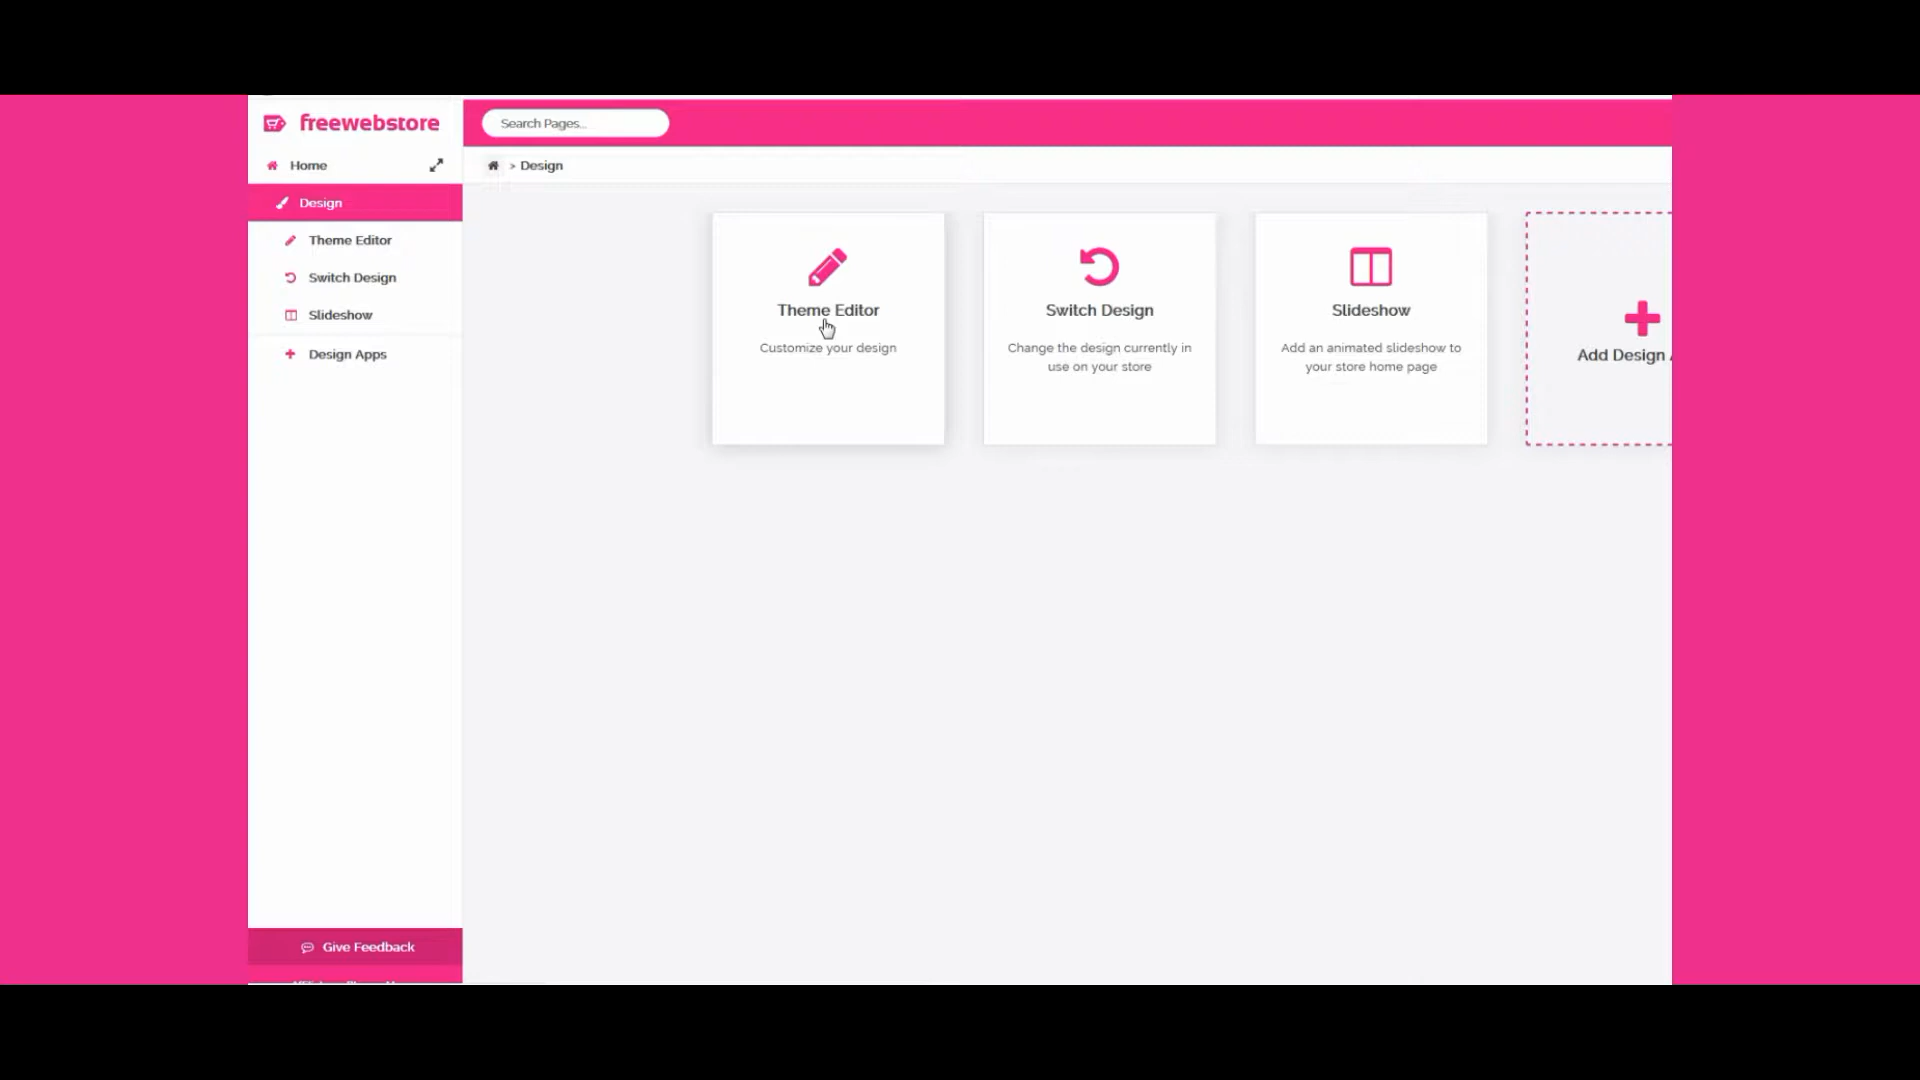 freewebstore
Search Pages...
Home
> Design
Design
Theme Editor
Switch Design
Slideshow
Design Apps
Theme Editor
Customize your design
Switch Design
Change the design currently in
use on your store
Slideshow
Add an animated slideshow to
your store home page
Add Design
Give Feedback